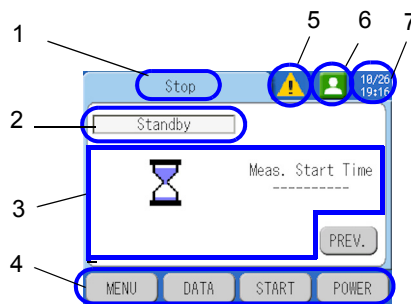 5
6
7
1
Stop
10/26
19:16
2
Standby
Meas. Start Time
----------
3
PREV.
4
MENU
DATA
START
POWER